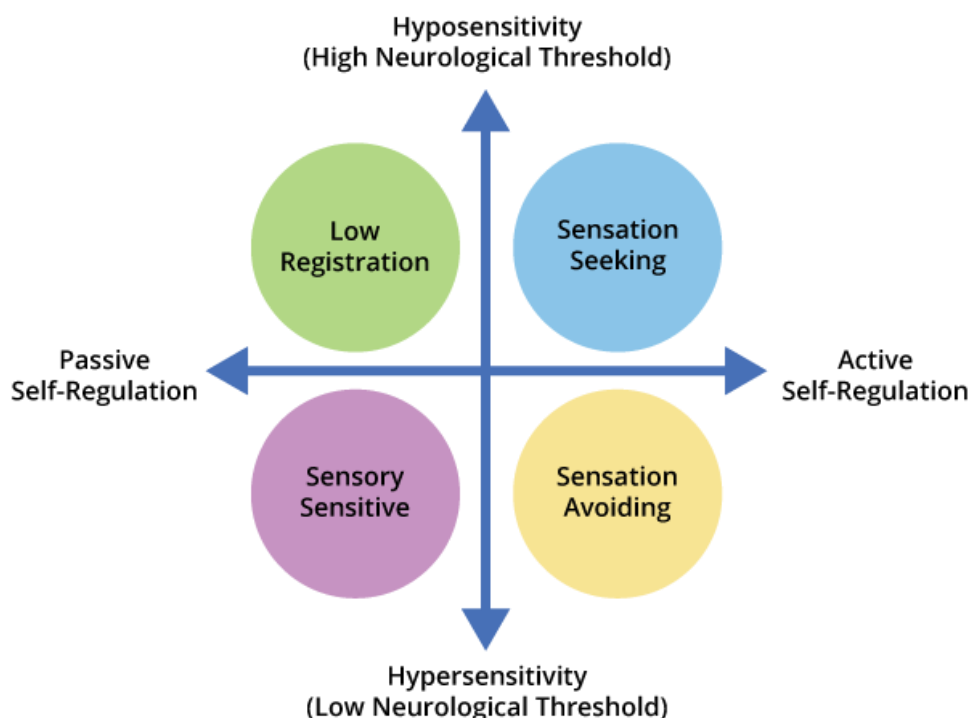 Hyposensitivity
(High Neurological Threshold)
Low
Registration
Sensation
Seeking
Passive
Self-Regulation
Active
Self-Regulation
Sensory
Sensitive
Sensation
Avoiding
Hypersensitivity
(Low Neurological Threshold)